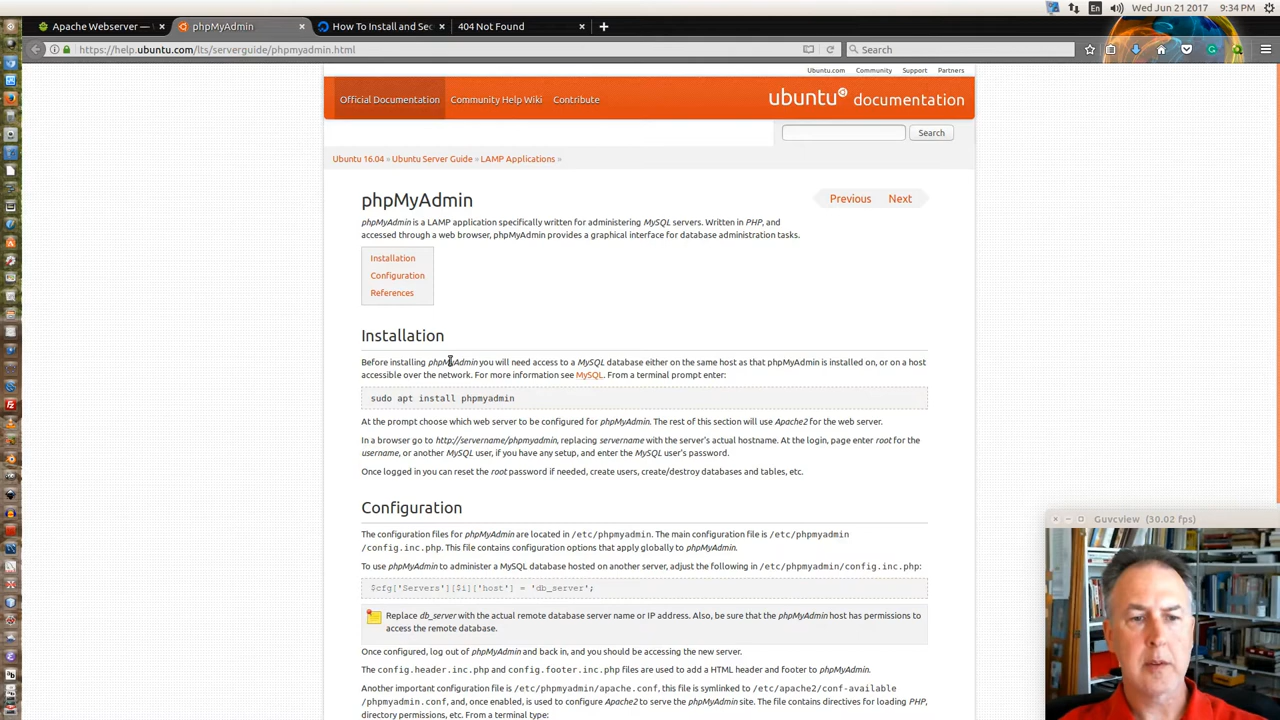 En
Wed Jun 21 2017
9:34 PM
Apache Webserver —
phpMyAdmin
How To Install and Sec
404 Not Found
https://help.ubuntu.com/lts/serverguide/phpmyadmin.html
Search
Ubuntu.com Community Support Partners
Official Documentation Community Help Wiki Contribute
ubuntu documentation
Search
Ubuntu 16.04 » Ubuntu Server Guide » LAMP Applications »
phpMyAdmin
Previous Next
phpMyAdmin is a LAMP application specifically written for administering MySQL servers. Written in PHP, and
accessed through a web browser, phpMyAdmin provides a graphical interface for database administration tasks.
Installation
Configuration
References
Installation
Before installing phpMyAdmin you will need access to a MySQL database either on the same host as that phpMyAdmin is installed on, or on a host
accessible over the network. For more information see MySQL. From a terminal prompt enter:
sudo apt install phpmyadmin
At the prompt choose which web server to be configured for phpMyAdmin. The rest of this section will use Apache2 for the web server.
In a browser go to http://servername/phpmyadmin, replacing servername with the server's actual hostname. At the login, page enter root for the
username, or another MySQL user, if you have any setup, and enter the MySQL user's password.
Once logged in you can reset the root password if needed, create users, create/destroy databases and tables, etc.
Configuration
The configuration files for phpMyAdmin are located in /etc/phpmyadmin. The main configuration file is /etc/phpmyadmin
/config.inc.php. This file contains configuration options that apply globally to phpMyAdmin.
To use phpMyAdmin to administer a MySQL database hosted on another server, adjust the following in /etc/phpmyadmin/config.inc.php:
$cfg['Servers'][$i]['host'] = 'db_server';
Replace db_server with the actual remote database server name or IP address. Also, be sure that the phpMyAdmin host has permissions to
access the remote database.
Once configured, log out of phpMyAdmin and back in, and you should be accessing the new server.
The config.header.inc.php and config.footer.inc.php files are used to add a HTML header and footer to phpMyAdmin.
Another important configuration file is /etc/phpmyadmin/apache.conf, this file is symlinked to /etc/apache2/conf-available
/phpmyadmin.conf, and, once enabled, is used to configure Apache2 to serve the phpMyAdmin site. The file contains directives for loading PHP,
directory permissions, etc. From a terminal type:
Guvcview (30.02 fps)